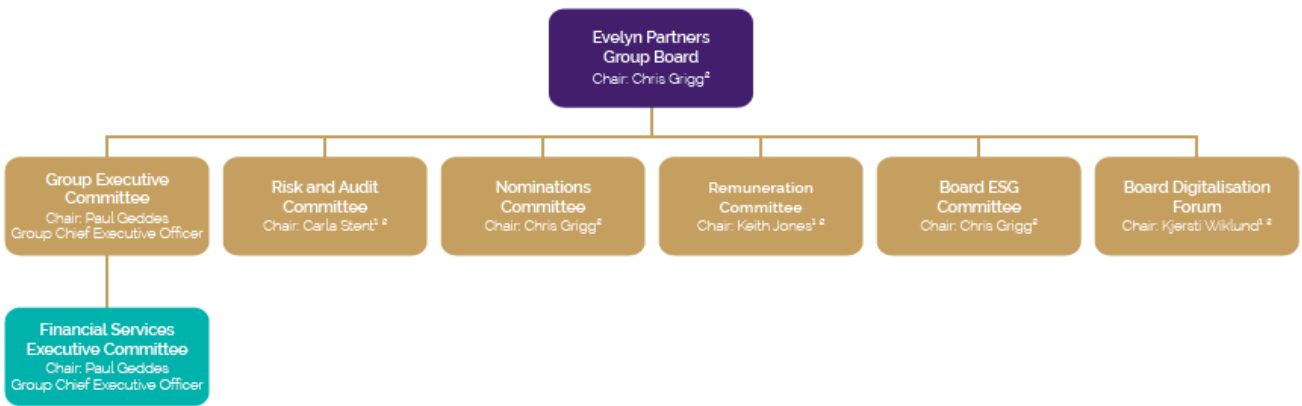 Evelyn Partners
Group Board
Chair: Chris Grigg²
Group Executive
Committee
Chair: Paul Geddes
Group Chief Executive Officer
Risk and Audit
Committee
Chair: Carla Stent¹ ²
Nominations
Committee
Chair: Chris Grigg²
Remuneration
Committee
Chair: Keith Jones¹ ²
Board ESG
Committee
Chair: Chris Grigg²
Board Digitalisation
Forum
Chair: Kjersti Wiklund¹ ²
Financial Services
Executive Committee
Chair: Paul Geddes
Group Chief Executive Officer